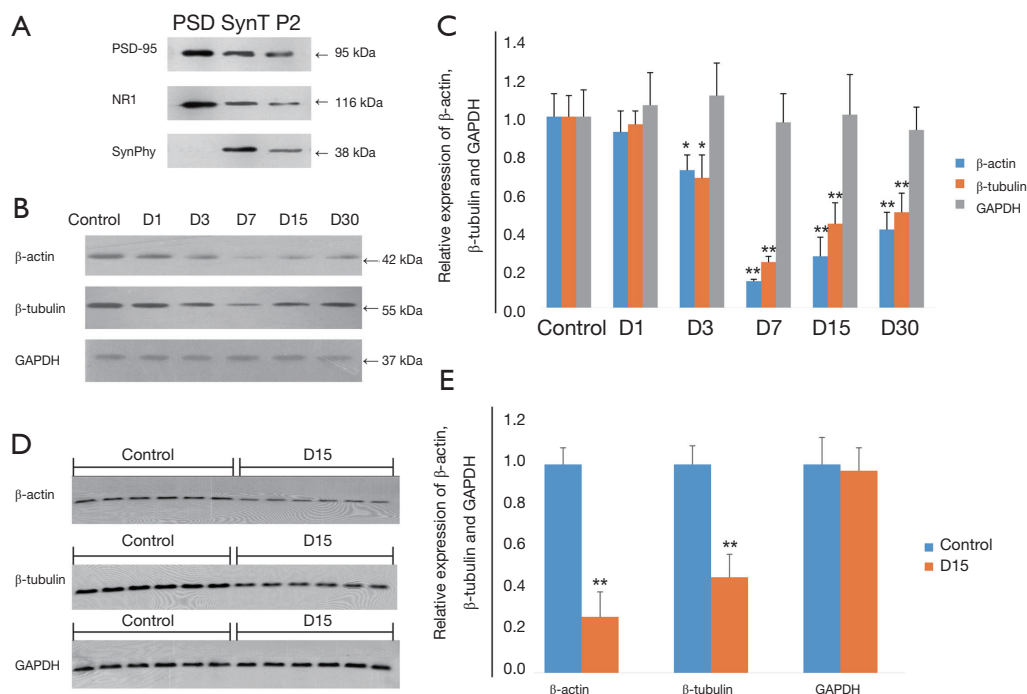 A
PSD SynT P2
PSD-95
← 95 kDa
NR1
← 116 kDa
SynPhy
← 38 kDa
B
Control D1 D3 D7 D15 D30
β-actin
← 42 kDa
β-tubulin
← 55 kDa
GAPDH
← 37 kDa
C
Relative expression of β-actin,
β-tubulin and GAPDH
1.4
1.2
1.0
0.8
0.6
0.4
0.2
0.0
* *
** **
** **
** **
Control D1 D3 D7 D15 D30
β-actin
β-tubulin
GAPDH
D
Control D15
β-actin
Control D15
β-tubulin
Control D15
GAPDH
E
Relative expression of β-actin,
β-tubulin and GAPDH
1.2
1.0
0.8
0.6
0.4
0.2
0.0
**
**
β-actin β-tubulin GAPDH
Control
D15